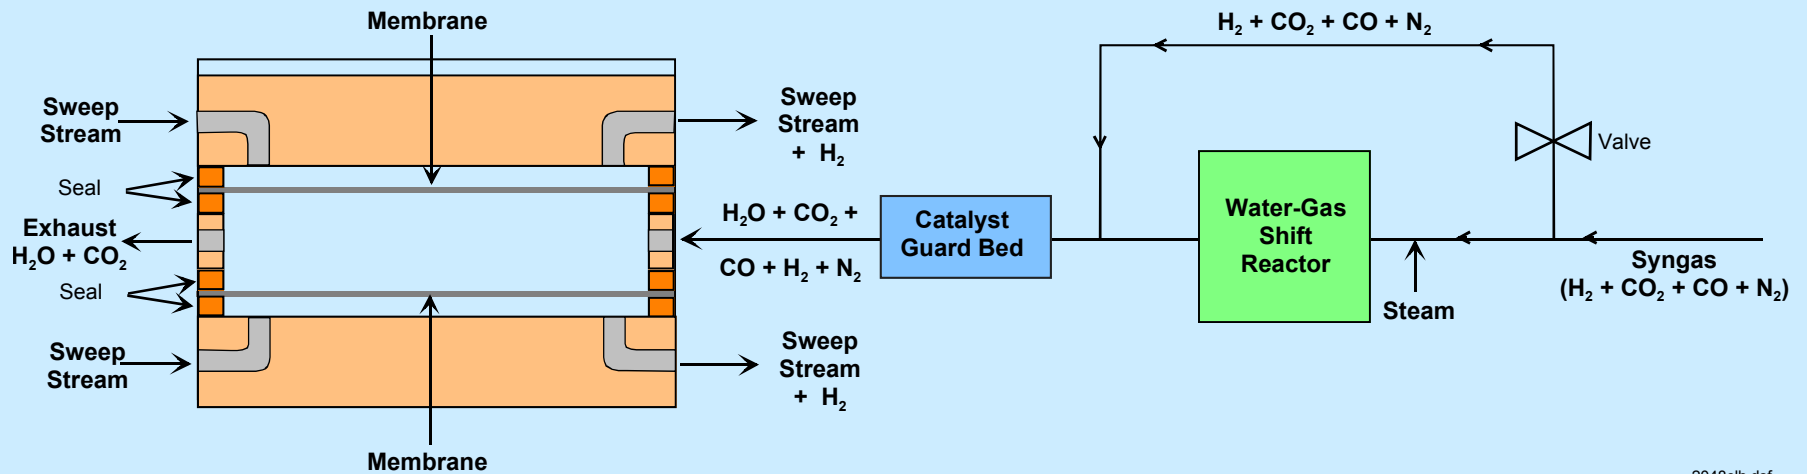 Membrane
Sweep
Stream
Seal
Exhaust
H₂O + CO₂
Seal
Sweep
Stream
Membrane
Sweep
Stream
+ H₂
Sweep
Stream
+ H₂
H₂O + CO₂ +
CO + H₂ + N₂
Catalyst
Guard Bed
H₂ + CO₂ + CO + N₂
Water-Gas
Shift
Reactor
Valve
Steam
Syngas
(H₂ + CO₂ + CO + N₂)